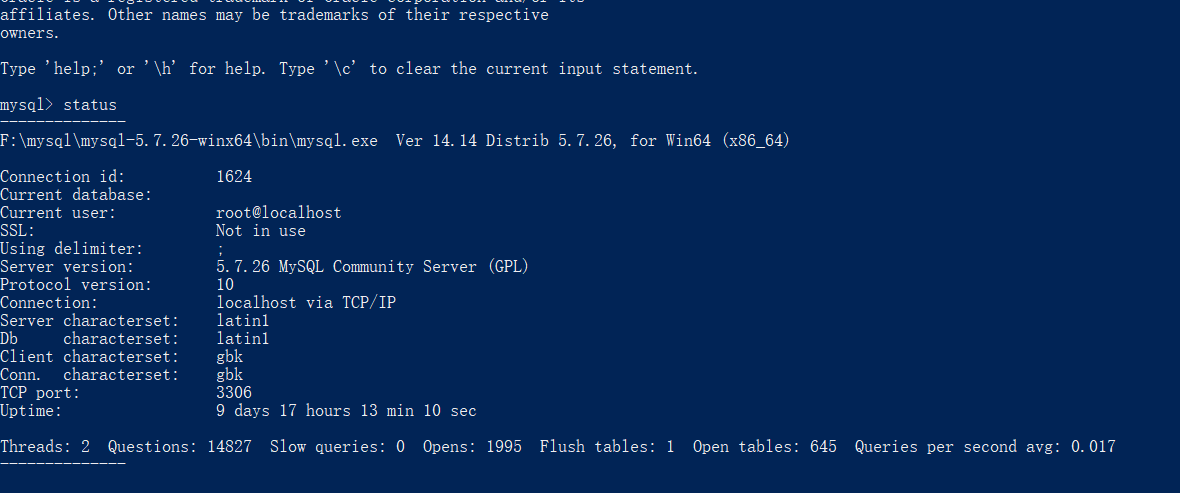 affiliates. Other names may be trademarks of their respective
owners.
Type 'help;' or '\h' for help. Type '\c' to clear the current input statement.
mysql> status
--------------
F:\mysql\mysql-5.7.26-winx64\bin\mysql.exe  Ver 14.14 Distrib 5.7.26, for Win64 (x86_64)
Connection id:          1624
Current database:
Current user:           root@localhost
SSL:                    Not in use
Using delimiter:        ;
Server version:         5.7.26 MySQL Community Server (GPL)
Protocol version:       10
Connection:             localhost via TCP/IP
Server characterset:    latin1
Db     characterset:    latin1
Client characterset:    gbk
Conn.  characterset:    gbk
TCP port:               3306
Uptime:                 9 days 17 hours 13 min 10 sec
Threads: 2  Questions: 14827  Slow queries: 0  Opens: 1995  Flush tables: 1  Open tables: 645  Queries per second avg: 0.017
--------------